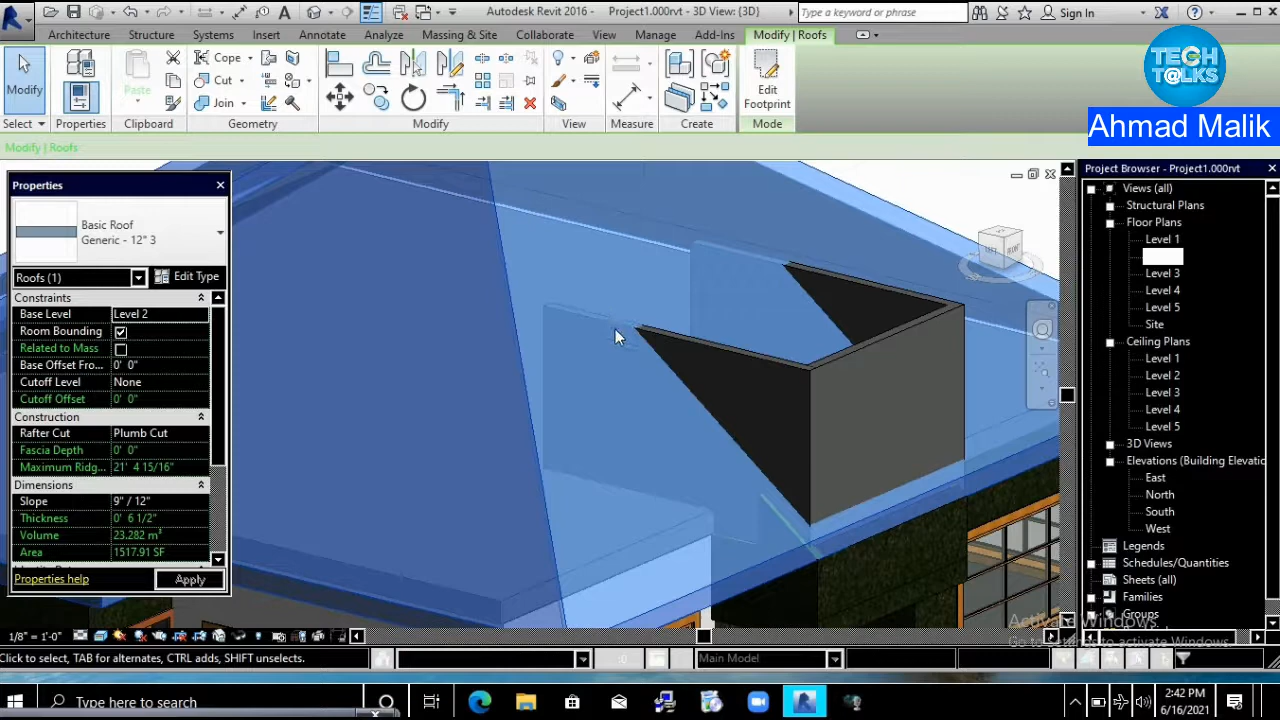 Autodesk Revit 2016 - Project1.000rvt - 3D View: {3D}
Type a keyword or phrase
Sign In
Architecture Structure Systems Insert Annotate Analyze Massing & Site Collaborate View Manage Add-Ins Modify | Roofs
TECH
T@LKS
Ahmad Malik
Modify
Paste
Cope
Cut
Join
Edit
Footprint
Select Properties Clipboard Geometry Modify View Measure Create Mode
Modify | Roofs
Properties
Basic Roof
Generic - 12" 3
Roofs (1)
Edit Type
Constraints
Base Level Level 2
Room Bounding
Related to Mass
Base Offset Fro... 0' 0"
Cutoff Level None
Cutoff Offset 0' 0"
Construction
Rafter Cut Plumb Cut
Fascia Depth 0' 0"
Maximum Ridg... 21' 4 15/16"
Dimensions
Slope 9" / 12"
Thickness 0' 6 1/2"
Volume 23.282 m³
Area 1517.91 SF
Properties help
Apply
Project Browser - Project1.000rvt
Views (all)
Structural Plans
Floor Plans
Level 1
Level 3
Level 4
Level 5
Site
Ceiling Plans
Level 1
Level 2
Level 3
Level 4
Level 5
3D Views
Elevations (Building Elevatio
East
North
South
West
Legends
Schedules/Quantities
Sheets (all)
Families
Groups
Activate Windows
Go to Settings to activate Windows.
1/8" = 1'-0"
Click to select, TAB for alternates, CTRL adds, SHIFT unselects.
:0
Main Model
Type here to search
2:42 PM
6/16/2021